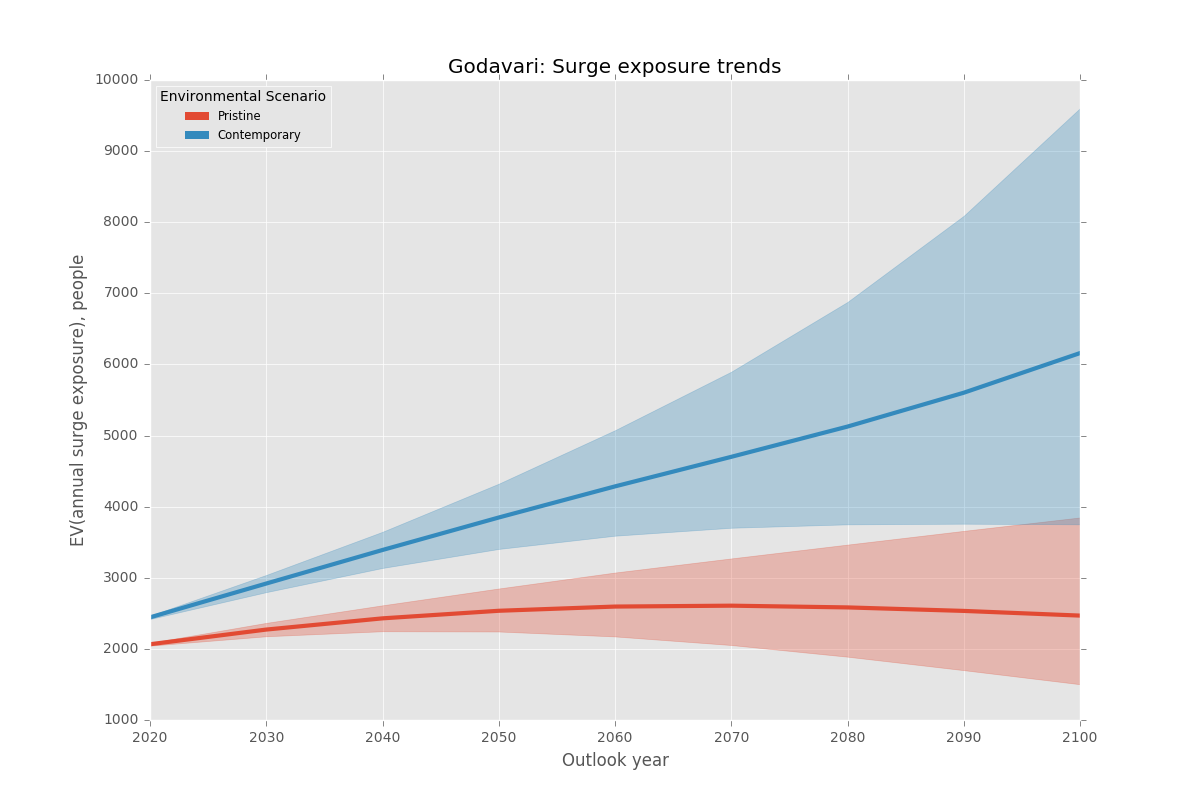 Godavari: Surge exposure trends
Environmental Scenario
Pristine
Contemporary
EV(annual surge exposure), people
10000
9000
8000
7000
6000
5000
4000
3000
2000
1000
2020 2030 2040 2050 2060 2070 2080 2090 2100
Outlook year